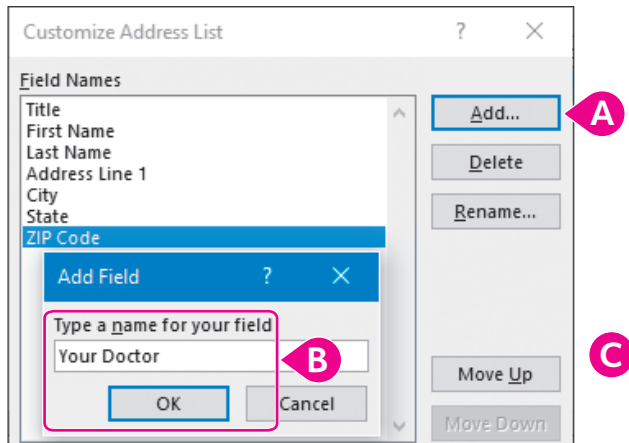 Customize Address List ? ×
Field Names
Title
First Name
Last Name
Address Line 1
City
State
ZIP Code
Add...
A
Delete
Rename...
Add Field ? ×
Type a name for your field
Your Doctor
B
OK
Cancel
C
Move Up
Move Down